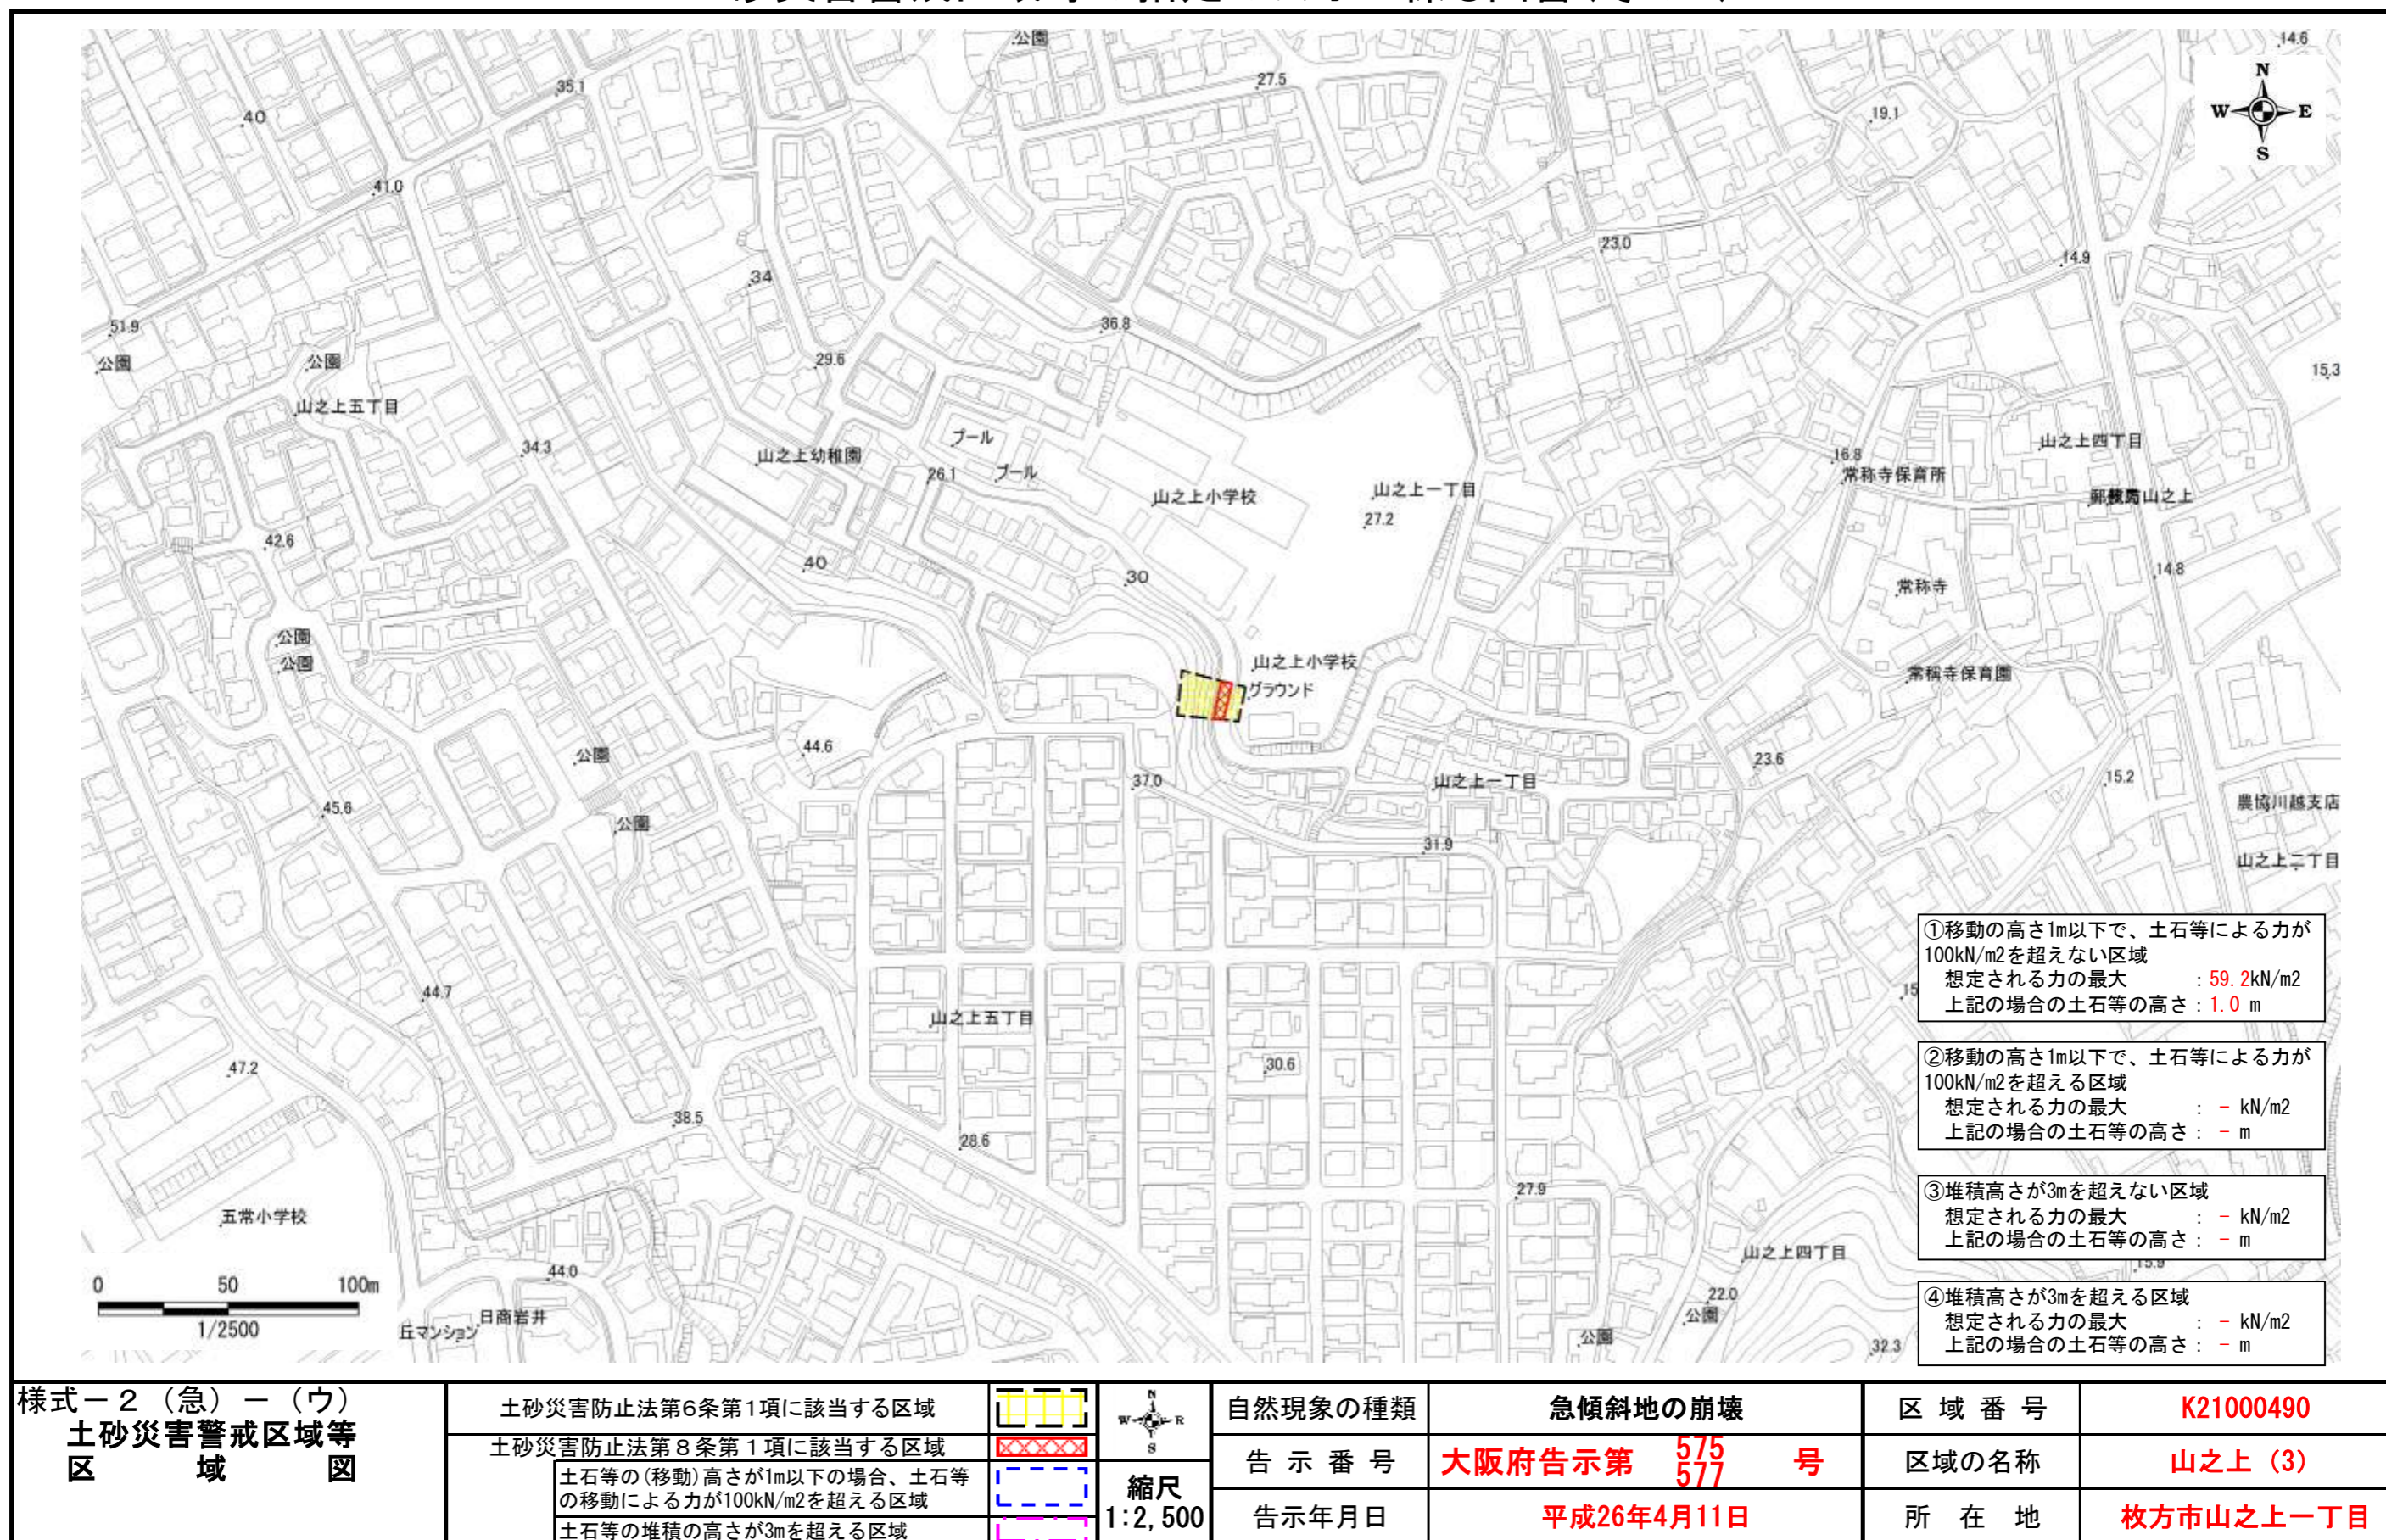 公園
14.6
35.1
27.5
40
19.1
N
W E
S
41.0
23.0
14.9
34
51.9
36.8
公園
公園
29.6
15.3
山之上五丁目
34.3
プール
山之上幼稚園
26.1
プール
山之上小学校
山之上一丁目
27.2
山之上四丁目
16.8
常称寺保育所
42.6
40
30
14.8
常称寺
公園
公園
山之上小学校
グラウンド
常稱寺保育園
公園
44.6
37.0
山之上一丁目
23.6
15.2
45.6
公園
農協川越支店
31.9
山之上二丁目
①移動の高さ1m以下で、土石等による力が
100kN/m2を超えない区域
想定される力の最大 : 59.2kN/m2
上記の場合の土石等の高さ : 1.0 m
44.7
山之上五丁目
②移動の高さ1m以下で、土石等による力が
100kN/m2を超える区域
想定される力の最大 : - kN/m2
上記の場合の土石等の高さ : - m
47.2
30.6
38.5
28.6
③堆積高さが3mを超えない区域
想定される力の最大 : - kN/m2
上記の場合の土石等の高さ : - m
27.9
五常小学校
山之上四丁目
15.9
44.0
0 50 100m
1/2500
④堆積高さが3mを超える区域
想定される力の最大 : - kN/m2
上記の場合の土石等の高さ : - m
22.0
公園
日商岩井
丘マンション
公園
32.3
様式－２（急）－（ウ）
土砂災害警戒区域等
区 域 図
土砂災害防止法第6条第1項に該当する区域
土砂災害防止法第８条第１項に該当する区域
土石等の(移動)高さが1m以下の場合、土石等
の移動による力が100kN/m2を超える区域
土石等の堆積の高さが3mを超える区域
N
W R
S
縮尺
1:2,500
自然現象の種類
急傾斜地の崩壊
区域番号
K21000490
告示番号
大阪府告示第 575 577 号
区域の名称
山之上（3）
告示年月日
平成26年4月11日
所在地
枚方市山之上一丁目